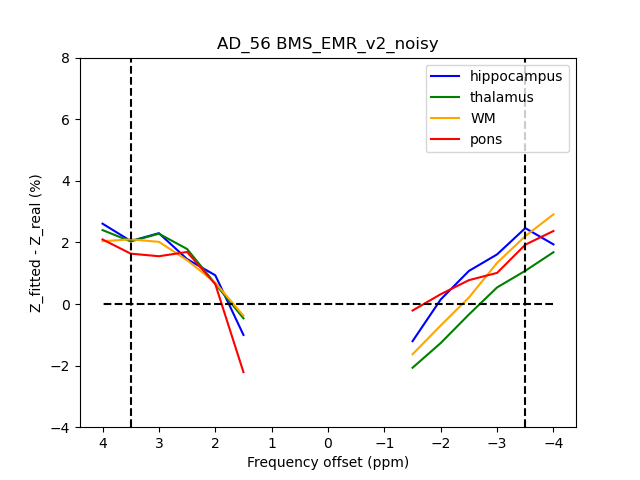 AD_56 BMS_EMR_v2_noisy
Z_fitted - Z_real (%)
8
6
4
2
0
−2
−4
hippocampus
thalamus
WM
pons
4 3 2 1 0 −1 −2 −3 −4
Frequency offset (ppm)